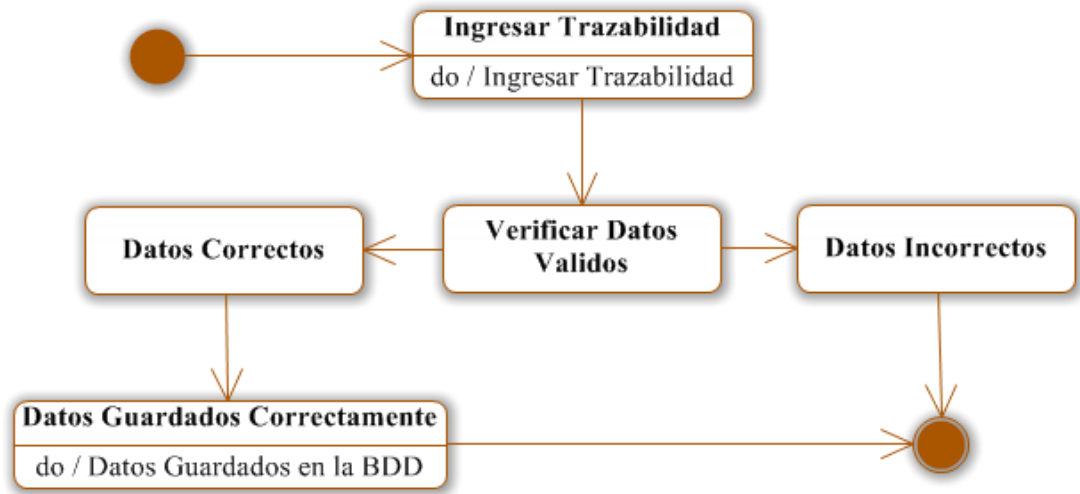 Ingresar Trazabilidad
do / Ingresar Trazabilidad
Datos Correctos
Verificar Datos
Validos
Datos Incorrectos
Datos Guardados Correctamente
do / Datos Guardados en la BDD